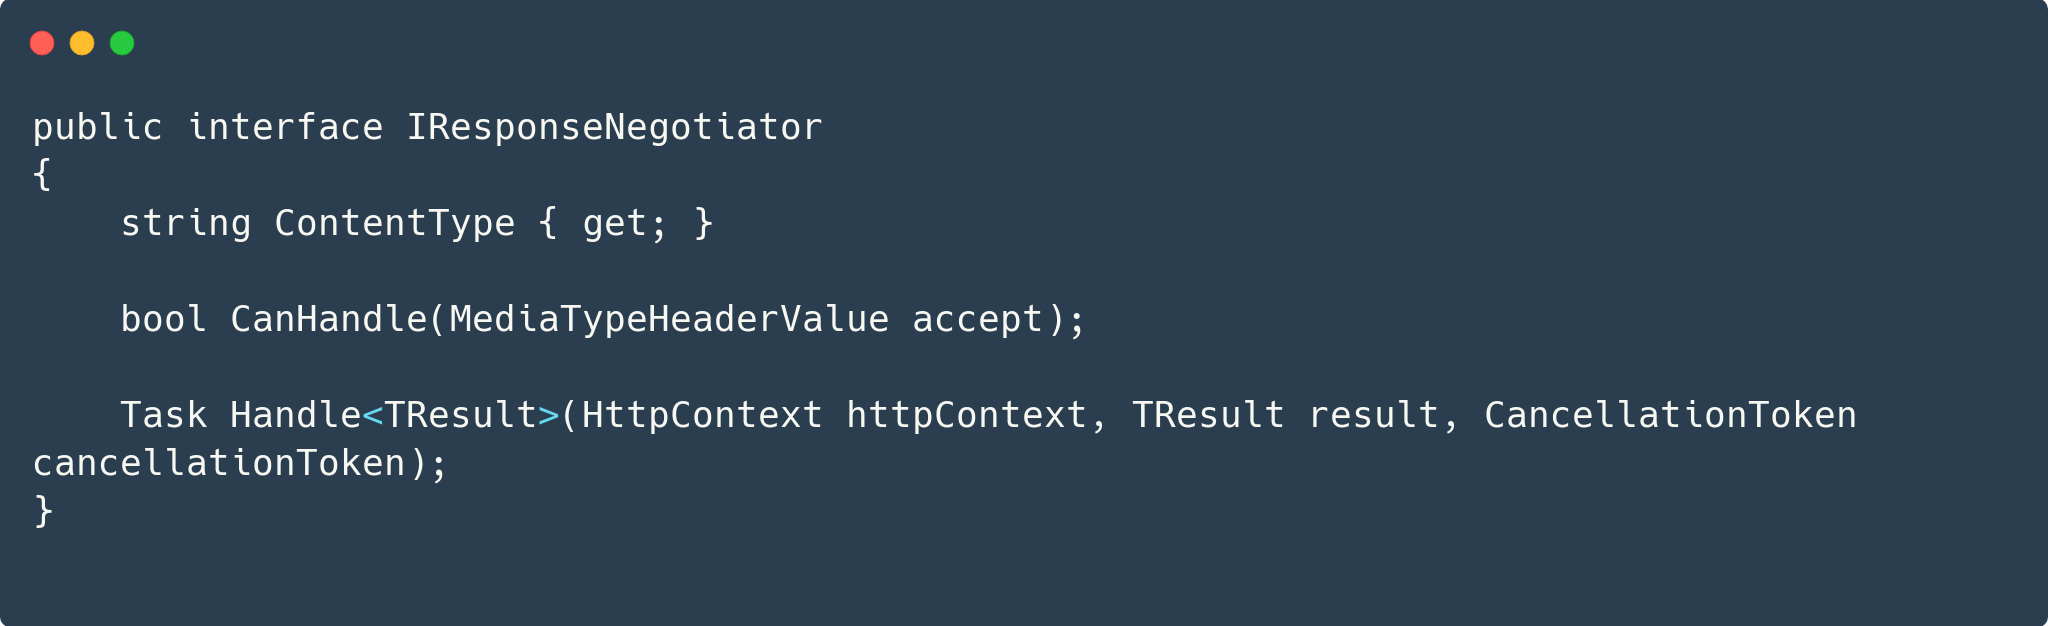 public interface IResponseNegotiator
{
    string ContentType { get; }
    bool CanHandle(MediaTypeHeaderValue accept);
    Task Handle<TResult>(HttpContext httpContext, TResult result, CancellationToken
cancellationToken);
}